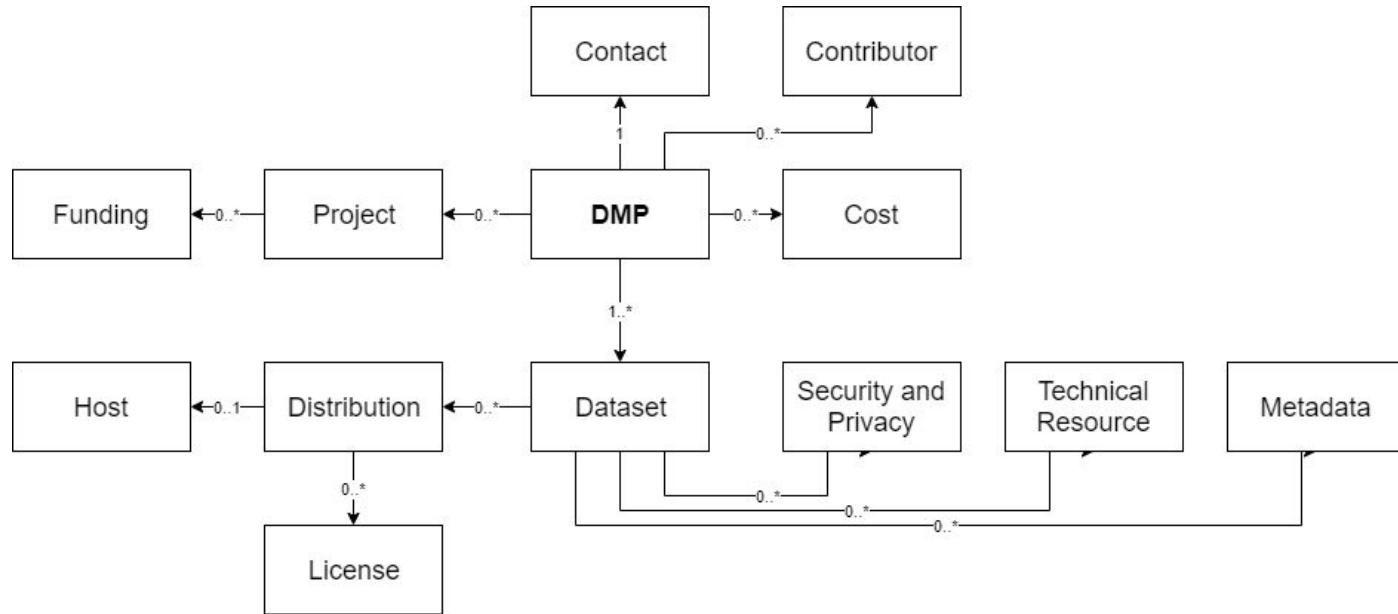 Contact
Contributor
1
0..*
Funding
0..*
Project
0..*
DMP
0..*
Cost
1..*
Host
0..1
Distribution
0..*
Dataset
Security and
Privacy
Technical
Resource
Metadata
0..*
0..*
0..*
0..*
License